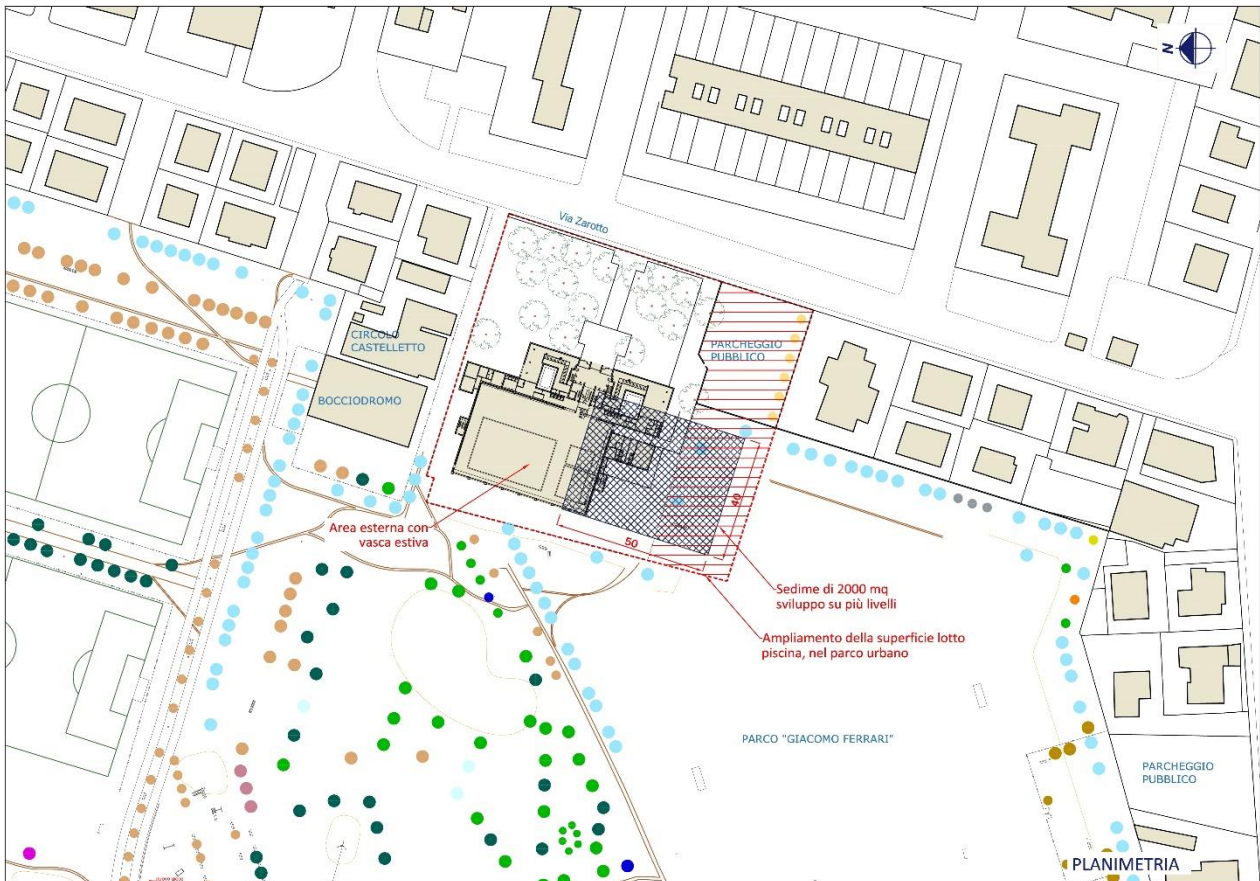 N
Via Zarotto
CIRCOLO
CASTELLETTO
PARCHEGGIO
PUBBLICO
BOCCIODROMO
Area esterna con
vasca estiva
40
50
Sedime di 2000 mq
sviluppo su più livelli
Ampliamento della superficie lotto
piscina, nel parco urbano
PARCO "GIACOMO FERRARI"
PARCHEGGIO
PUBBLICO
PLANIMETRIA